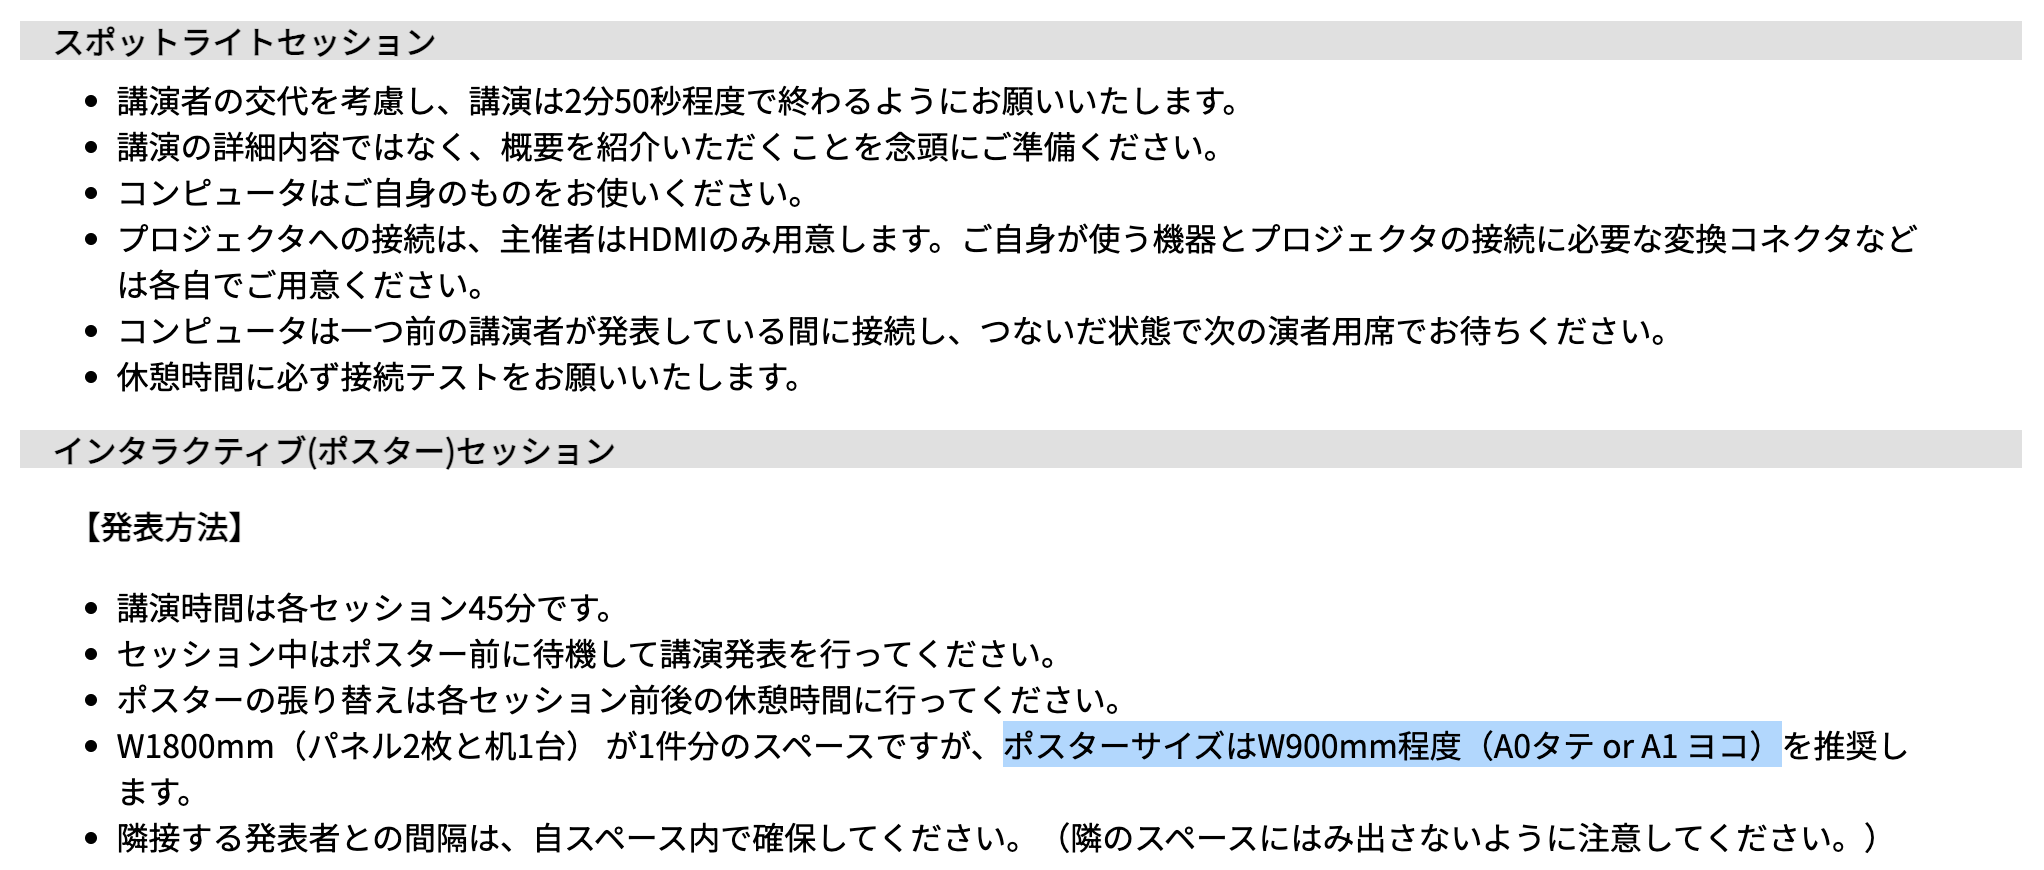 スポットライトセッション
• 講演者の交代を考慮し、講演は2分50秒程度で終わるようにお願いいたします。
• 講演の詳細内容ではなく、概要を紹介いただくことを念頭にご準備ください。
• コンピュータはご自身のものをお使いください。
• プロジェクタへの接続は、主催者はHDMIのみ用意します。ご自身が使う機器とプロジェクタの接続に必要な変換コネクタなど
は各自でご用意ください。
• コンピュータは一つ前の講演者が発表している間に接続し、つないだ状態で次の演者用席でお待ちください。
• 休憩時間に必ず接続テストをお願いいたします。
インタラクティブ(ポスター)セッション
【発表方法】
• 講演時間は各セッション45分です。
• セッション中はポスター前に待機して講演発表を行ってください。
• ポスターの張り替えは各セッション前後の休憩時間に行ってください。
• W1800mm（パネル2枚と机1台） が1件分のスペースですが、ポスターサイズはW900mm程度（A0タテ or A1 ヨコ）を推奨し
ます。
• 隣接する発表者との間隔は、自スペース内で確保してください。（隣のスペースにはみ出さないように注意してください。）